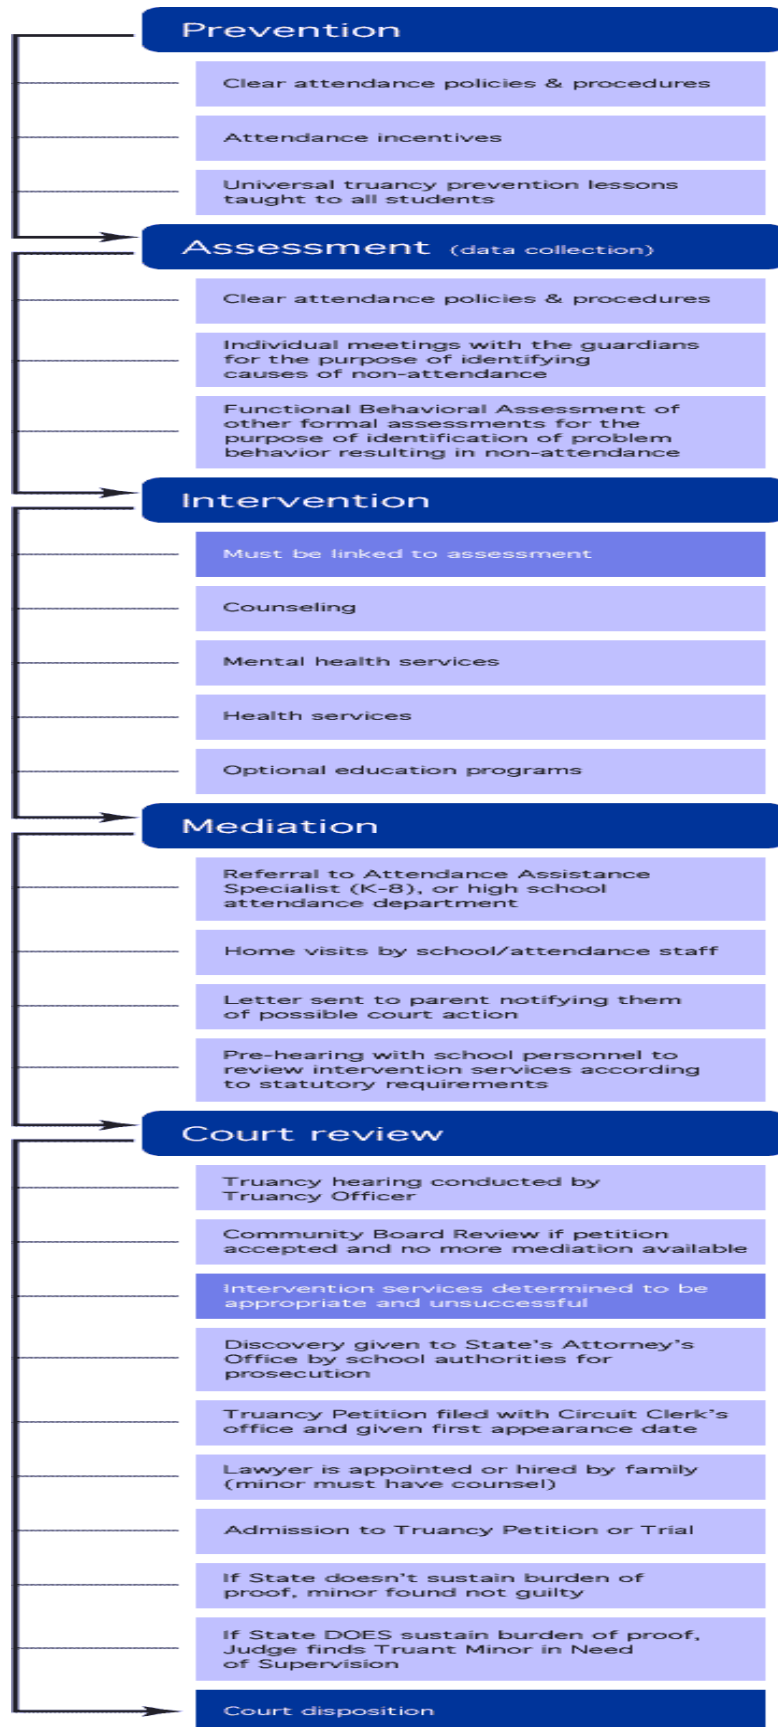 Prevention
Clear attendance policies & procedures
Attendance incentives
Universal truancy prevention lessons
taught to all students
Assessment (data collection)
Clear attendance policies & procedures
Individual meetings with the guardians
for the purpose of identifying
causes of non-attendance
Functional Behavioral Assessment of
other formal assessments for the
purpose of identification of problem
behavior resulting in non-attendance
Intervention
Must be linked to assessment
Counseling
Mental health services
Health services
Optional education programs
Mediation
Referral to Attendance Assistance
Specialist (K-8), or high school
attendance department
Home visits by school/attendance staff
Letter sent to parent notifying them
of possible court action
Pre-hearing with school personnel to
review intervention services according
to statutory requirements
Court review
Truancy hearing conducted by
Truancy Officer
Community Board Review if petition
accepted and no more mediation available
Intervention services determined to be
appropriate and unsuccessful
Discovery given to State's Attorney's
Office by school authorities for
prosecution
Truancy Petition filed with Circuit Clerk's
office and given first appearance date
Lawyer is appointed or hired by family
(minor must have counsel)
Admission to Truancy Petition or Trial
If State doesn't sustain burden of
proof, minor found not guilty
If State DOES sustain burden of proof,
Judge finds Truant Minor in Need
of Supervision
Court disposition